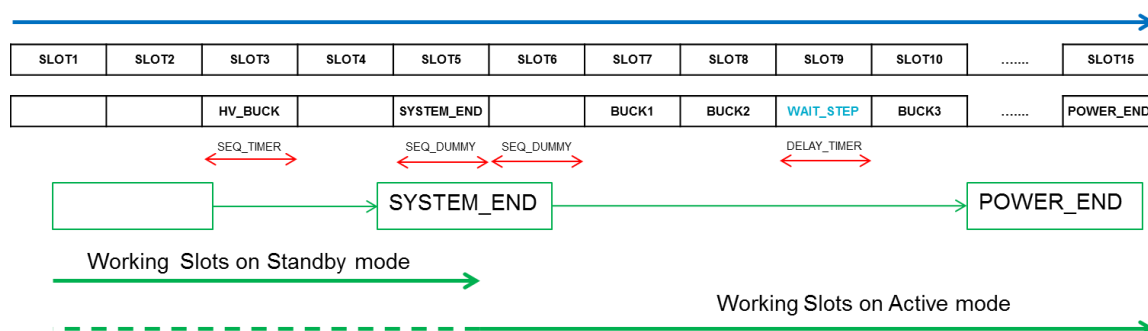 SLOT1 SLOT2 SLOT3 SLOT4 SLOT5 SLOT6 SLOT7 SLOT8 SLOT9 SLOT10 ....... SLOT15
HV_BUCK SYSTEM_END BUCK1 BUCK2 WAIT_STEP BUCK3 ....... POWER_END
SEQ_TIMER SEQ_DUMMY SEQ_DUMMY DELAY_TIMER
SYSTEM_END POWER_END
Working Slots on Standby mode
Working Slots on Active mode